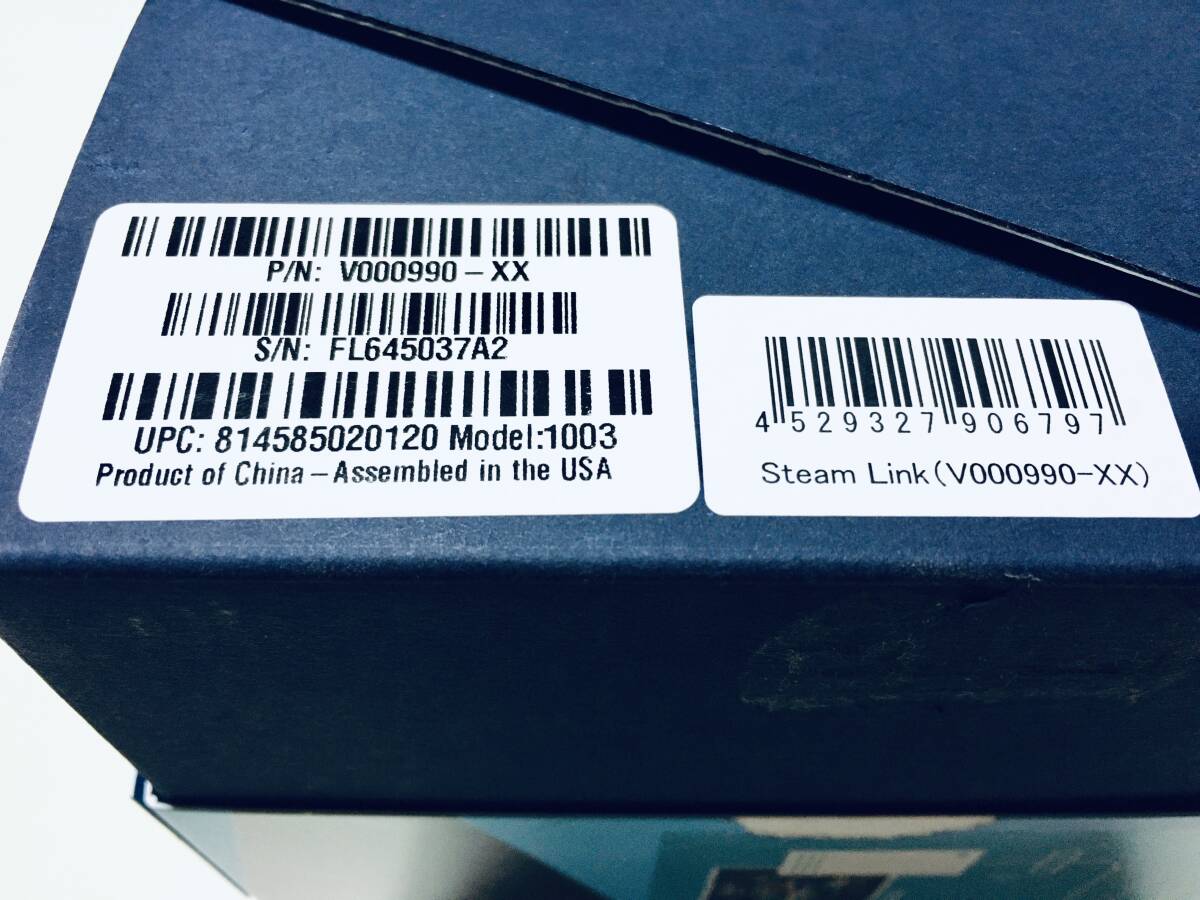 P/N: V000990-XX
S/N: FL645037A2
UPC: 814585020120 Model:1003
Product of China-Assembled in the USA
4 529327 906797
Steam Link(V000990-XX)